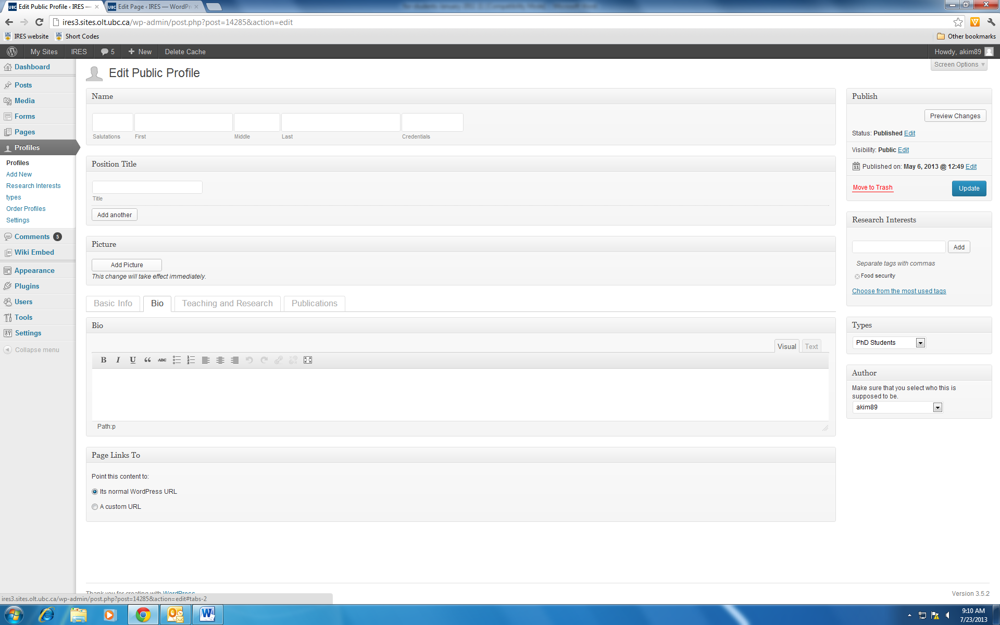 Edit Public Profile ‹ IRES —
Edit Page ‹ IRES — WordPr
ires3.sites.olt.ubc.ca/wp-admin/post.php?post=14285&action=edit
IRES website
Short Codes
Other bookmarks
My Sites
IRES
5
New
Delete Cache
Howdy, akim89
Screen Options
Dashboard
Posts
Media
Forms
Pages
Profiles
Profiles
Add New
Research Interests
types
Order Profiles
Settings
Comments 5
Wiki Embed
Appearance
Plugins
Users
Tools
Settings
Collapse menu
Edit Public Profile
Name
Salutations
First
Middle
Last
Credentials
Position Title
Title
Add another
Picture
Add Picture
This change will take effect immediately.
Basic Info
Bio
Teaching and Research
Publications
Bio
Visual
Text
B I U ABC
Path:p
Page Links To
Point this content to:
Its normal WordPress URL
A custom URL
Publish
Preview Changes
Status: Published Edit
Visibility: Public Edit
11 Published on: May 6, 2013 @ 12:49 Edit
Move to Trash
Update
Research Interests
Add
Separate tags with commas
Food security
Choose from the most used tags
Types
PhD Students
Author
Make sure that you select who this is
supposed to be.
akim89
Thank you for creating with WordPress
Version 3.5.2
ires3.sites.olt.ubc.ca/wp-admin/post.php?post=14285&action=edit#tabs-2
9:10 AM
7/23/2013